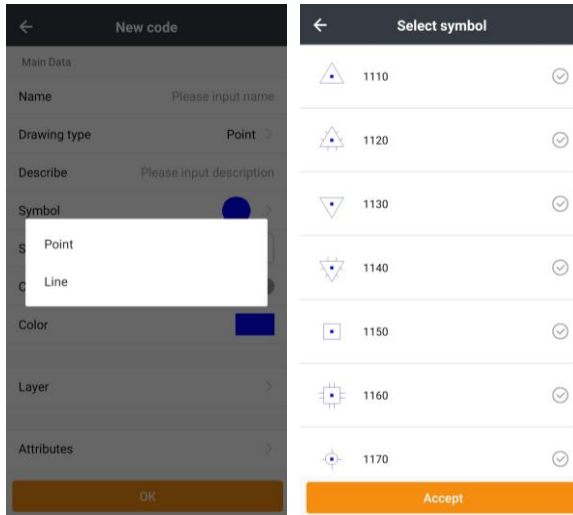 New code
Main Data
Name Please input name
Drawing type Point
Describe Please input description
Symbol
S
Point
C
Line
Color
Layer
Attributes
OK
Select symbol
1110
1120
1130
1140
1150
1160
1170
Accept